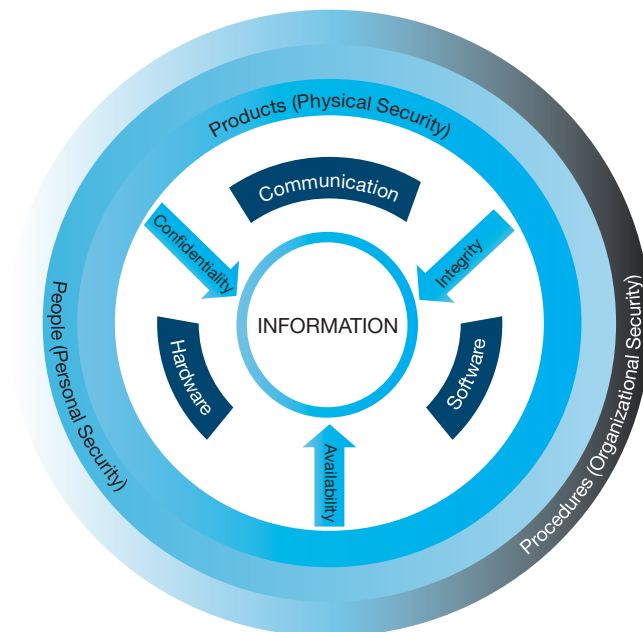 Products (Physical Security)
Communication
Confidentiality
Integrity
INFORMATION
Hardware
Software
Availability
People (Personal Security)
Procedures (Organizational Security)